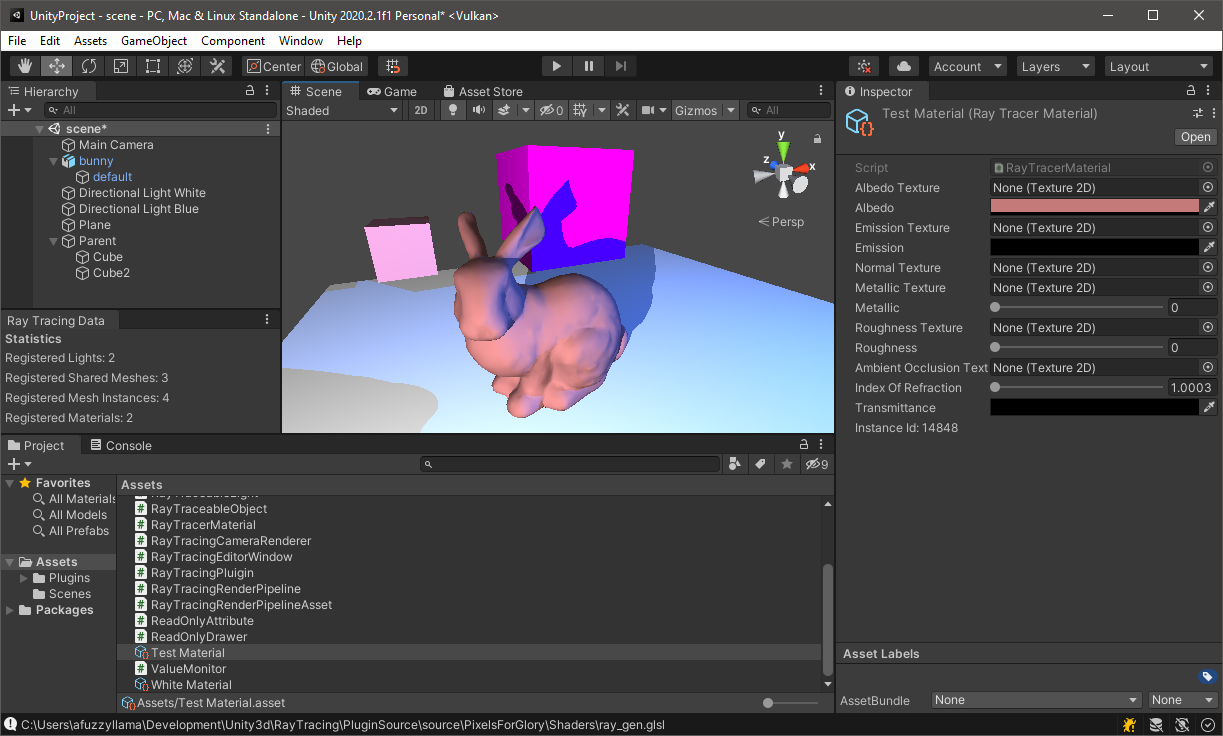 UnityProject - scene - PC, Mac & Linux Standalone - Unity 2020.2.1f1 Personal* <Vulkan>
File Edit Assets GameObject Component Window Help
Center Global Account Layers Layout
Hierarchy
All
scene*
Main Camera
bunny
default
Directional Light White
Directional Light Blue
Plane
Parent
Cube
Cube2
Ray Tracing Data
Statistics
Registered Lights: 2
Registered Shared Meshes: 3
Registered Mesh Instances: 4
Registered Materials: 2
Scene Game Asset Store
Shaded 2D 0 Gizmos All
y
z x
Persp
Inspector
Test Material (Ray Tracer Material)
Open
Script RayTracerMaterial
Albedo Texture None (Texture 2D)
Albedo
Emission Texture None (Texture 2D)
Emission
Normal Texture None (Texture 2D)
Metallic Texture None (Texture 2D)
Metallic 0
Roughness Texture None (Texture 2D)
Roughness 0
Ambient Occlusion Text None (Texture 2D)
Index Of Refraction 1.0003
Transmittance
Instance Id: 14848
Project Console
9
Favorites
All Materials
All Models
All Prefabs
Assets
Plugins
Scenes
Packages
Assets
RayTraceableLight
RayTraceableObject
RayTracerMaterial
RayTracingCameraRenderer
RayTracingEditorWindow
RayTracingPluigin
RayTracingRenderPipeline
RayTracingRenderPipelineAsset
ReadOnlyAttribute
ReadOnlyDrawer
Test Material
ValueMonitor
White Material
Assets/Test Material.asset
Asset Labels
AssetBundle None None
C:\Users\afuzzyllama\Development\Unity3d\RayTracing\PluginSource\source\PixelsForGlory\Shaders\ray_gen.glsl